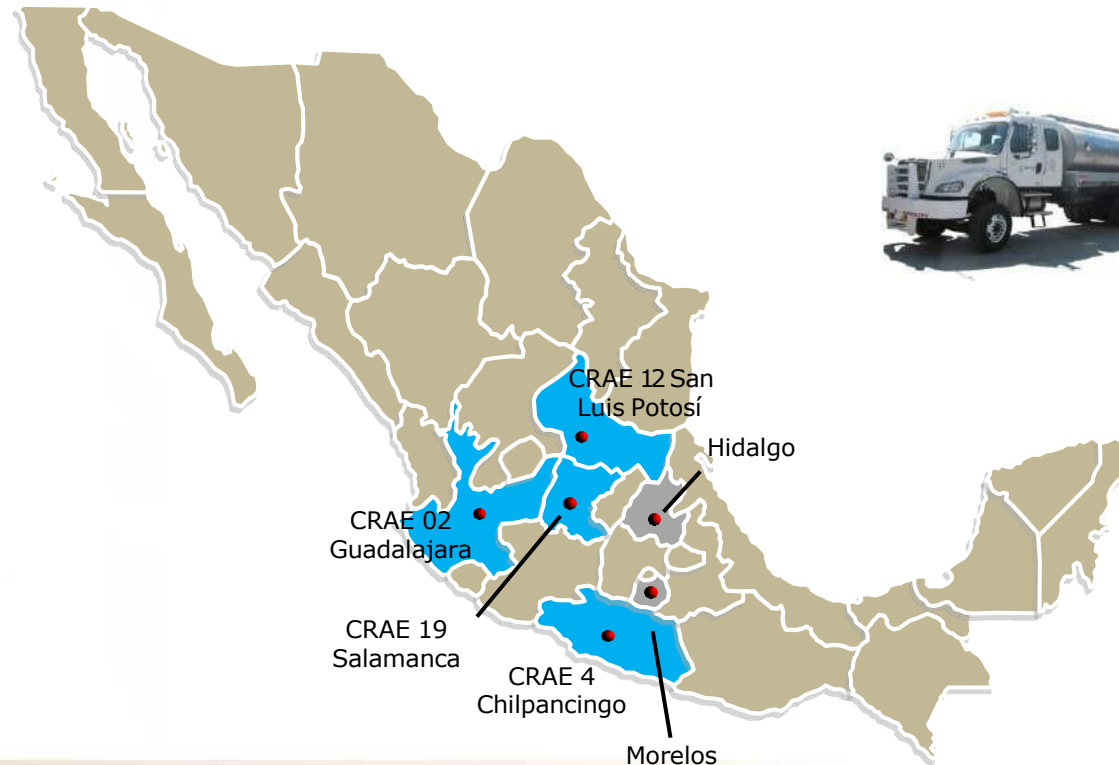 CRAE 12 San
Luis Potosí
Hidalgo
CRAE 02
Guadalajara
CRAE 19
Salamanca
CRAE 4
Chilpancingo
Morelos